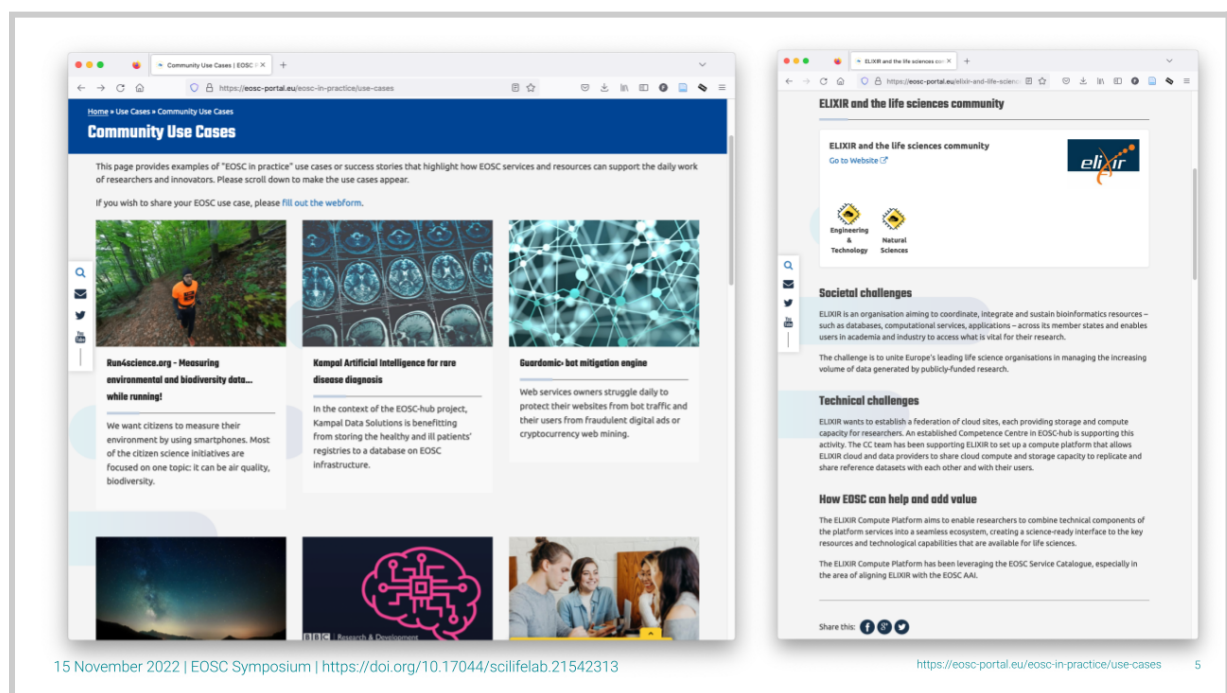 Community Use Cases | EOSC
https://eosc-portal.eu/eosc-in-practice/use-cases
Home » Use Cases » Community Use Cases
Community Use Cases
This page provides examples of "EOSC in practice" use cases or success stories that highlight how EOSC services and resources can support the daily work
of researchers and innovators. Please scroll down to make the use cases appear.
If you wish to share your EOSC use case, please fill out the webform.
Run4science.org - Measuring
environmental and biodiversity data...
while running!
We want citizens to measure their
environment by using smartphones. Most
of the citizen science initiatives are
focused on one topic: it can be air quality,
biodiversity.
Kampal Artificial Intelligence for rare
disease diagnosis
In the context of the EOSC-hub project,
Kampal Data Solutions is benefitting
from storing the healthy and ill patients'
registries to a database on EOSC
infrastructure.
Guardomic- bot mitigation engine
Web services owners struggle daily to
protect their websites from bot traffic and
their users from fraudulent digital ads or
cryptocurrency web mining.
BBC | Research & Development
ELIXIR and the life sciences com
https://eosc-portal.eu/elixir-and-life-scienc
ELIXIR and the life sciences community
ELIXIR and the life sciences community
Go to Website
elixir
Engineering
&
Technology
Natural
Sciences
Societal challenges
ELIXIR is an organisation aiming to coordinate, integrate and sustain bioinformatics resources –
such as databases, computational services, applications – across its member states and enables
users in academia and industry to access what is vital for their research.
The challenge is to unite Europe's leading life science organisations in managing the increasing
volume of data generated by publicly-funded research.
Technical challenges
ELIXIR wants to establish a federation of cloud sites, each providing storage and compute
capacity for researchers. An established Competence Centre in EOSC-hub is supporting this
activity. The CC team has been supporting ELIXIR to set up a compute platform that allows
ELIXIR cloud and data providers to share cloud compute and storage capacity to replicate and
share reference datasets with each other and with their users.
How EOSC can help and add value
The ELIXIR Compute Platform aims to enable researchers to combine technical components of
the platform services into a seamless ecosystem, creating a science-ready interface to the key
resources and technological capabilities that are available for life sciences.
The ELIXIR Compute Platform has been leveraging the EOSC Service Catalogue, especially in
the area of aligning ELIXIR with the EOSC AAI.
Share this:
15 November 2022 | EOSC Symposium | https://doi.org/10.17044/scilifelab.21542313
https://eosc-portal.eu/eosc-in-practice/use-cases 5